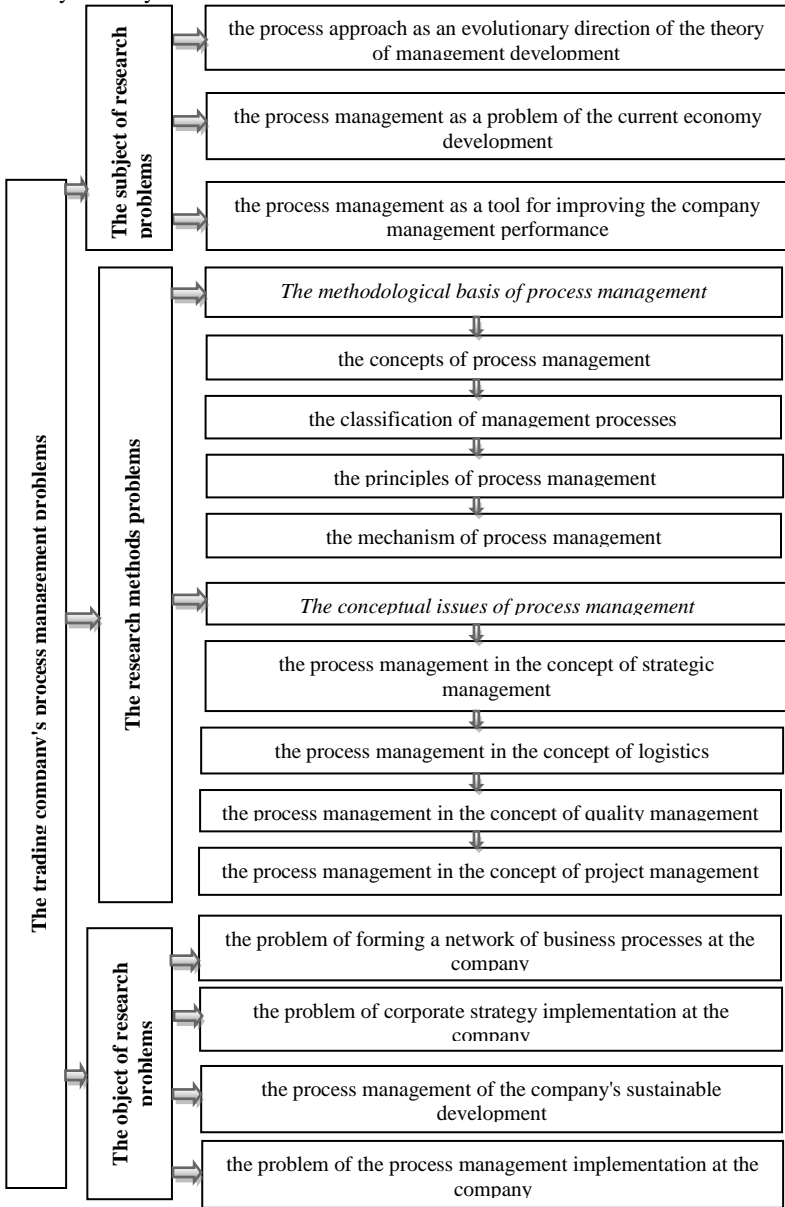 The trading company's process management problems
The subject of research
problems
the process approach as an evolutionary direction of the theory
of management development
the process management as a problem of the current economy
development
the process management as a tool for improving the company
management performance
The research methods problems
The methodological basis of process management
the concepts of process management
the classification of management processes
the principles of process management
the mechanism of process management
The conceptual issues of process management
the process management in the concept of strategic
management
the process management in the concept of logistics
the process management in the concept of quality management
the process management in the concept of project management
The object of research
problems
the problem of forming a network of business processes at the
company
the problem of corporate strategy implementation at the
company
the process management of the company's sustainable
development
the problem of the process management implementation at the
company